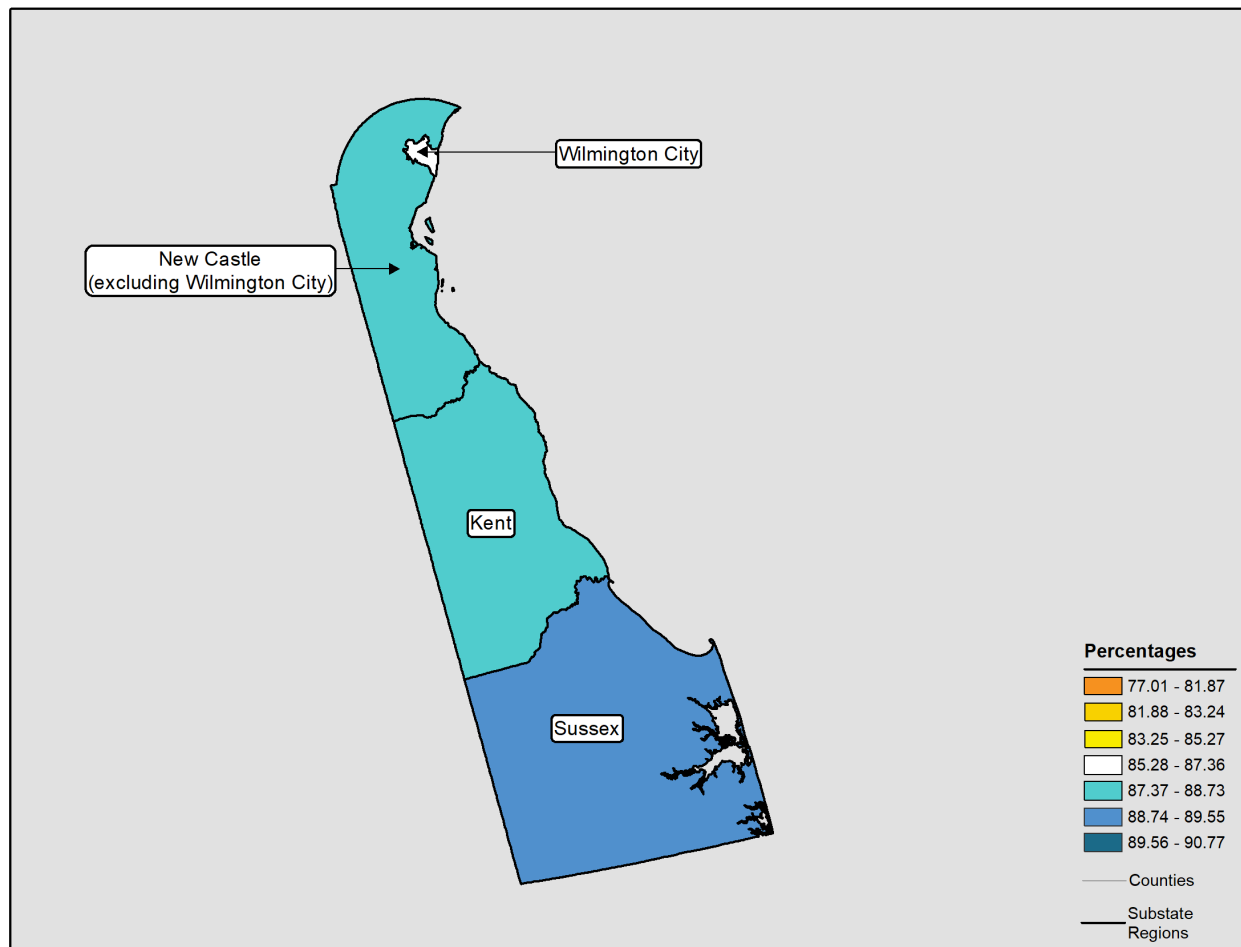 Wilmington City
New Castle
(excluding Wilmington City)
Kent
Sussex
Percentages
77.01 - 81.87
81.88 - 83.24
83.25 - 85.27
85.28 - 87.36
87.37 - 88.73
88.74 - 89.55
89.56 - 90.77
Counties
Substate
Regions